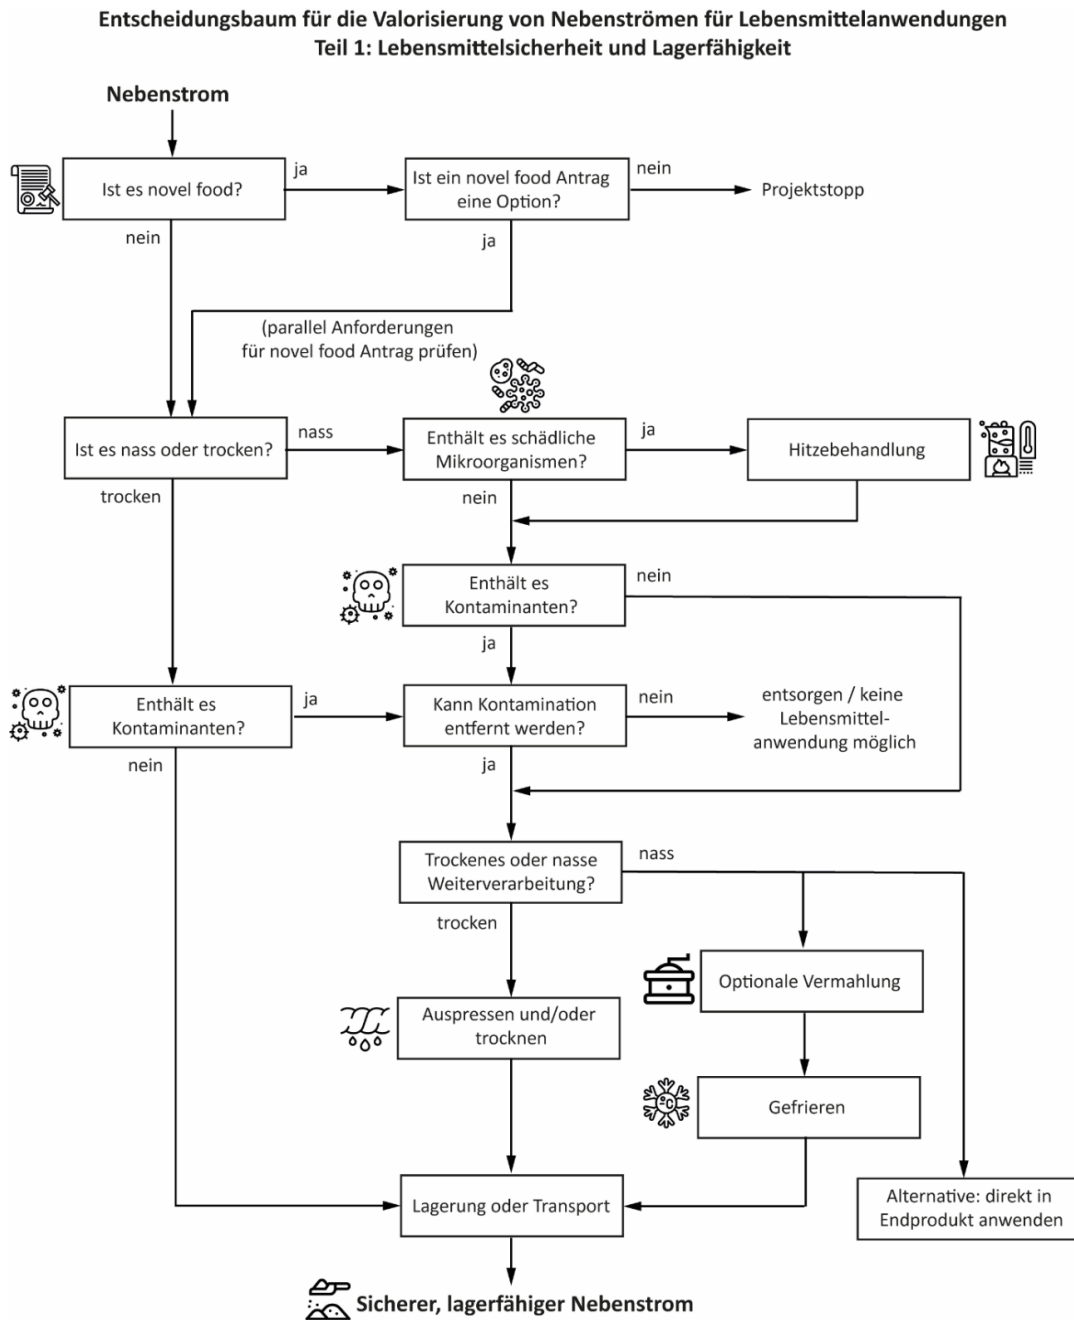 Entscheidungsbaum für die Valorisierung von Nebenströmen für Lebensmittelanwendungen
Teil 1: Lebensmittelsicherheit und Lagerfähigkeit
Nebenstrom
Ist es novel food?
ja
Ist ein novel food Antrag
eine Option?
nein
Projektstopp
nein
ja
(parallel Anforderungen
für novel food Antrag prüfen)
Ist es nass oder trocken?
nass
Enthält es schädliche
Mikroorganismen?
ja
Hitzebehandlung
trocken
nein
Enthält es
Kontaminanten?
nein
ja
Enthält es
Kontaminanten?
ja
Kann Kontamination
entfernt werden?
nein
entsorgen / keine
Lebensmittel-
anwendung möglich
nein
ja
Trockenes oder nasse
Weiterverarbeitung?
nass
trocken
Optionale Vermahlung
Auspressen und/oder
trocknen
°C
Gefrieren
Lagerung oder Transport
Alternative: direkt in
Endprodukt anwenden
Sicherer, lagerfähiger Nebenstrom